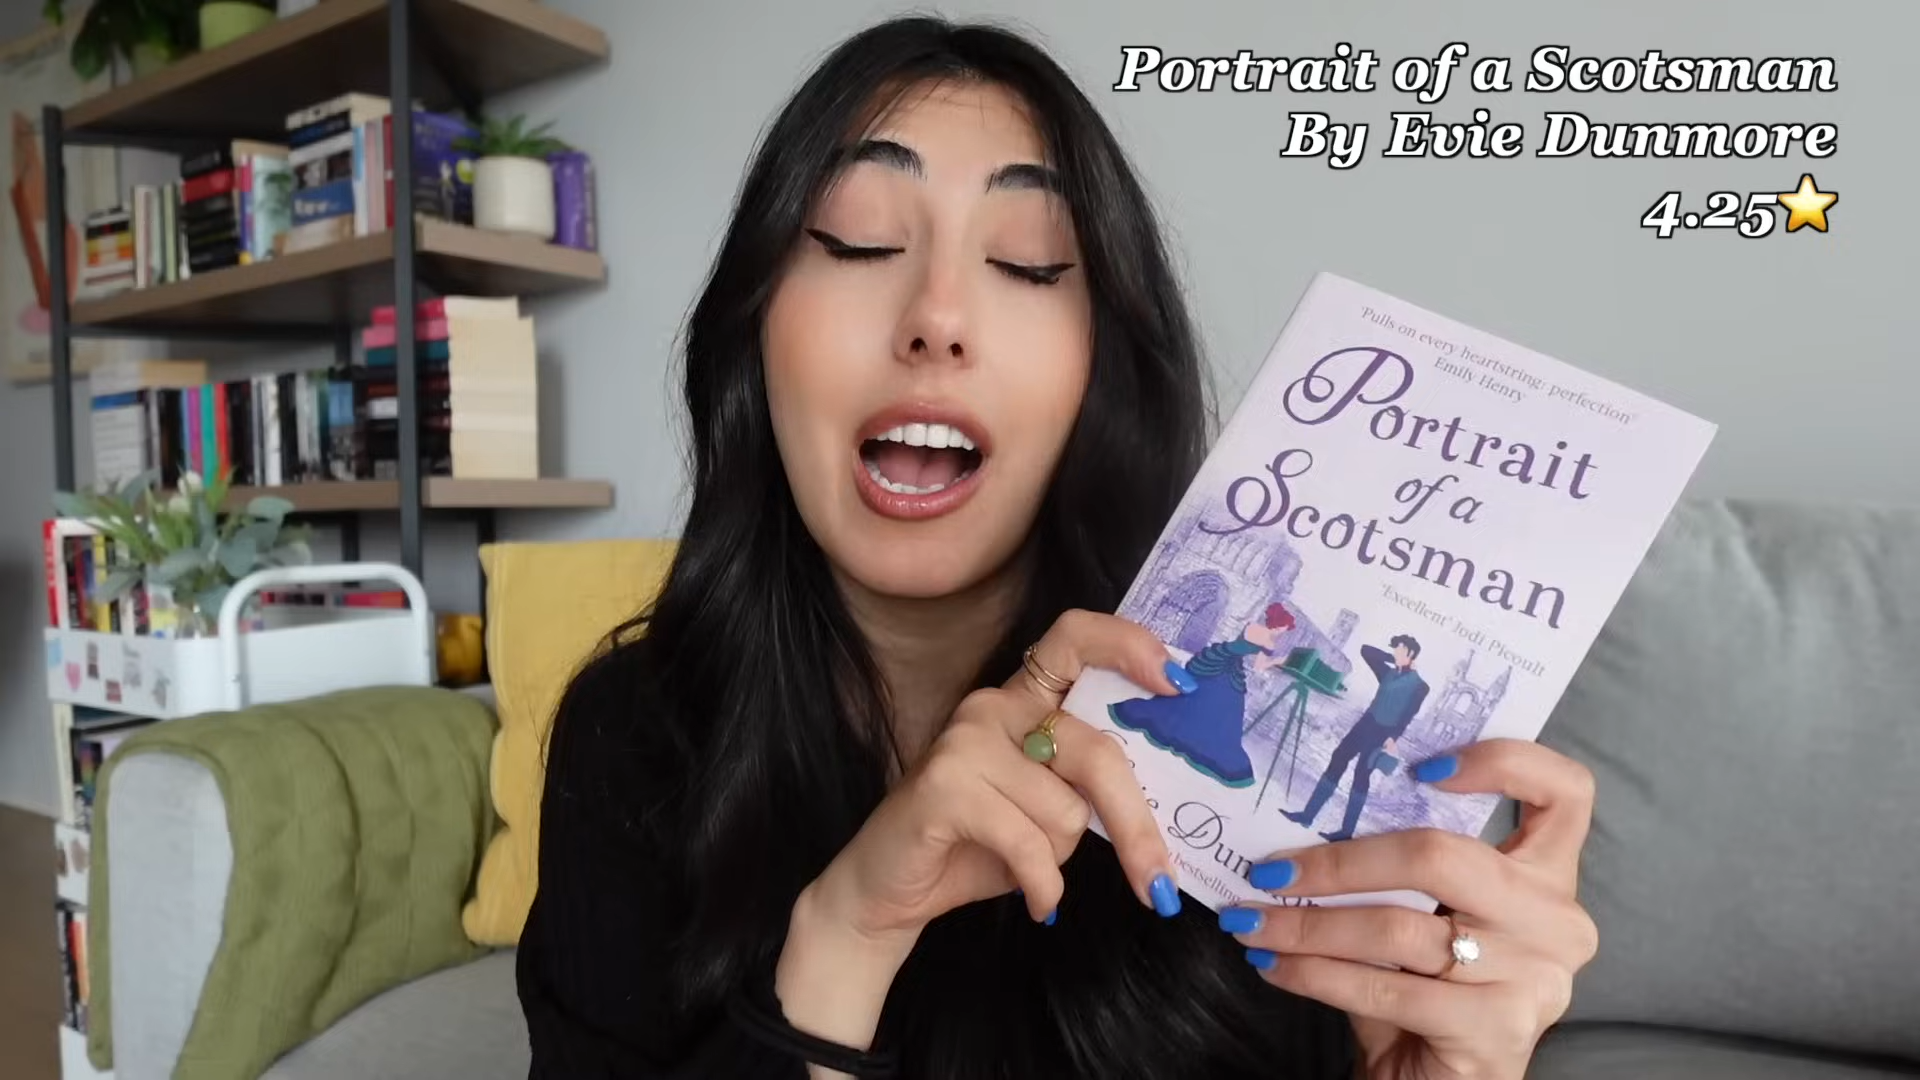 Portrait of a Scotsman
By Evie Dunmore
4.25⭐
'Pulls on every heartstring: perfection'
Emily Henry
Portrait
of a
Scotsman
'Excellent' Jodi Picoult
bestselling